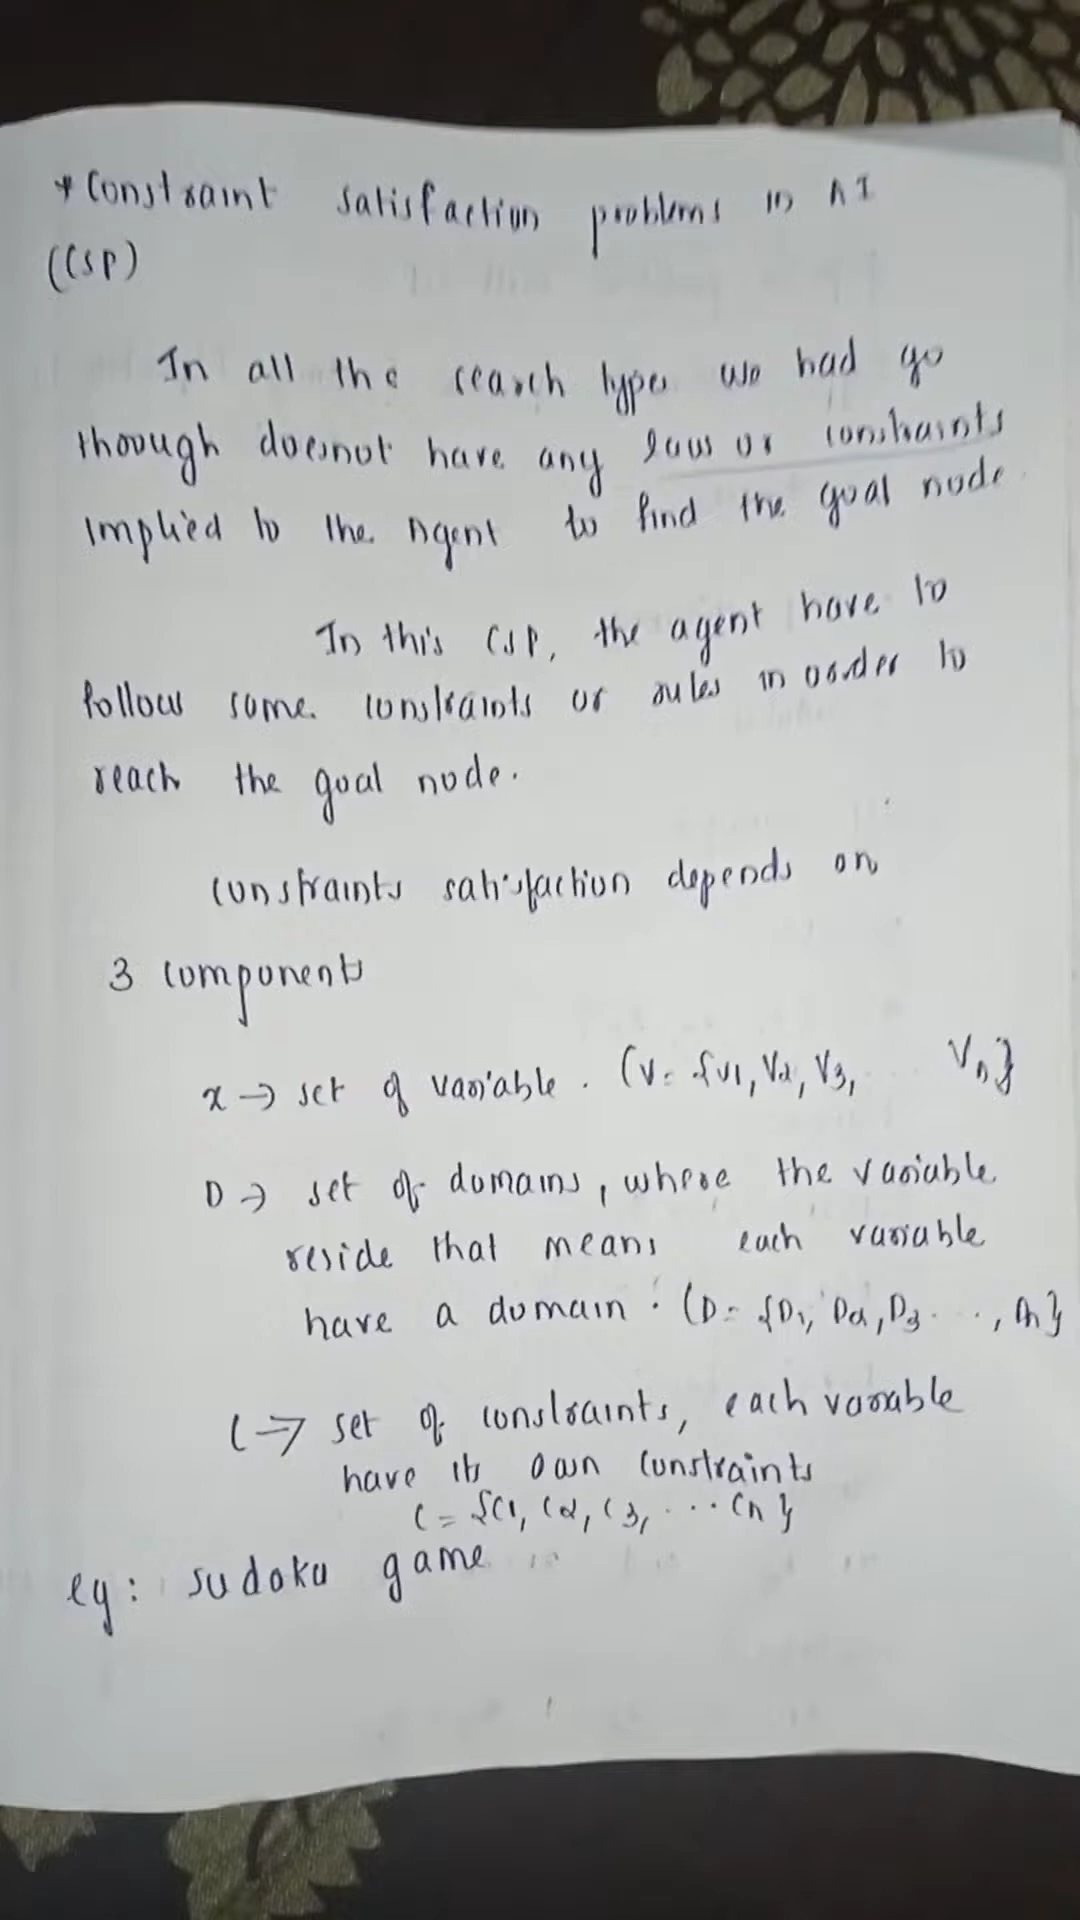 * Constraint satisfaction problems in AI
(CSP)
In all the search types we had go
though doesnot have any laws or constraints
implied to the Agent to find the goal node.
In this CSP, the agent have to
follow some constraints or rules in order to
reach the goal node.
constraints satisfaction depends on
3 components
x → set of variable. (V = {v1, V2, V3, ... Vn}
D → set of domains, where the variable
reside that means each variable
have a domain. (D = {D1, D2, D3 ..., Dn}
C → set of constraints, each variable
have its own constraints
C = {C1, C2, C3, ... Cn}
eg: sudoku game